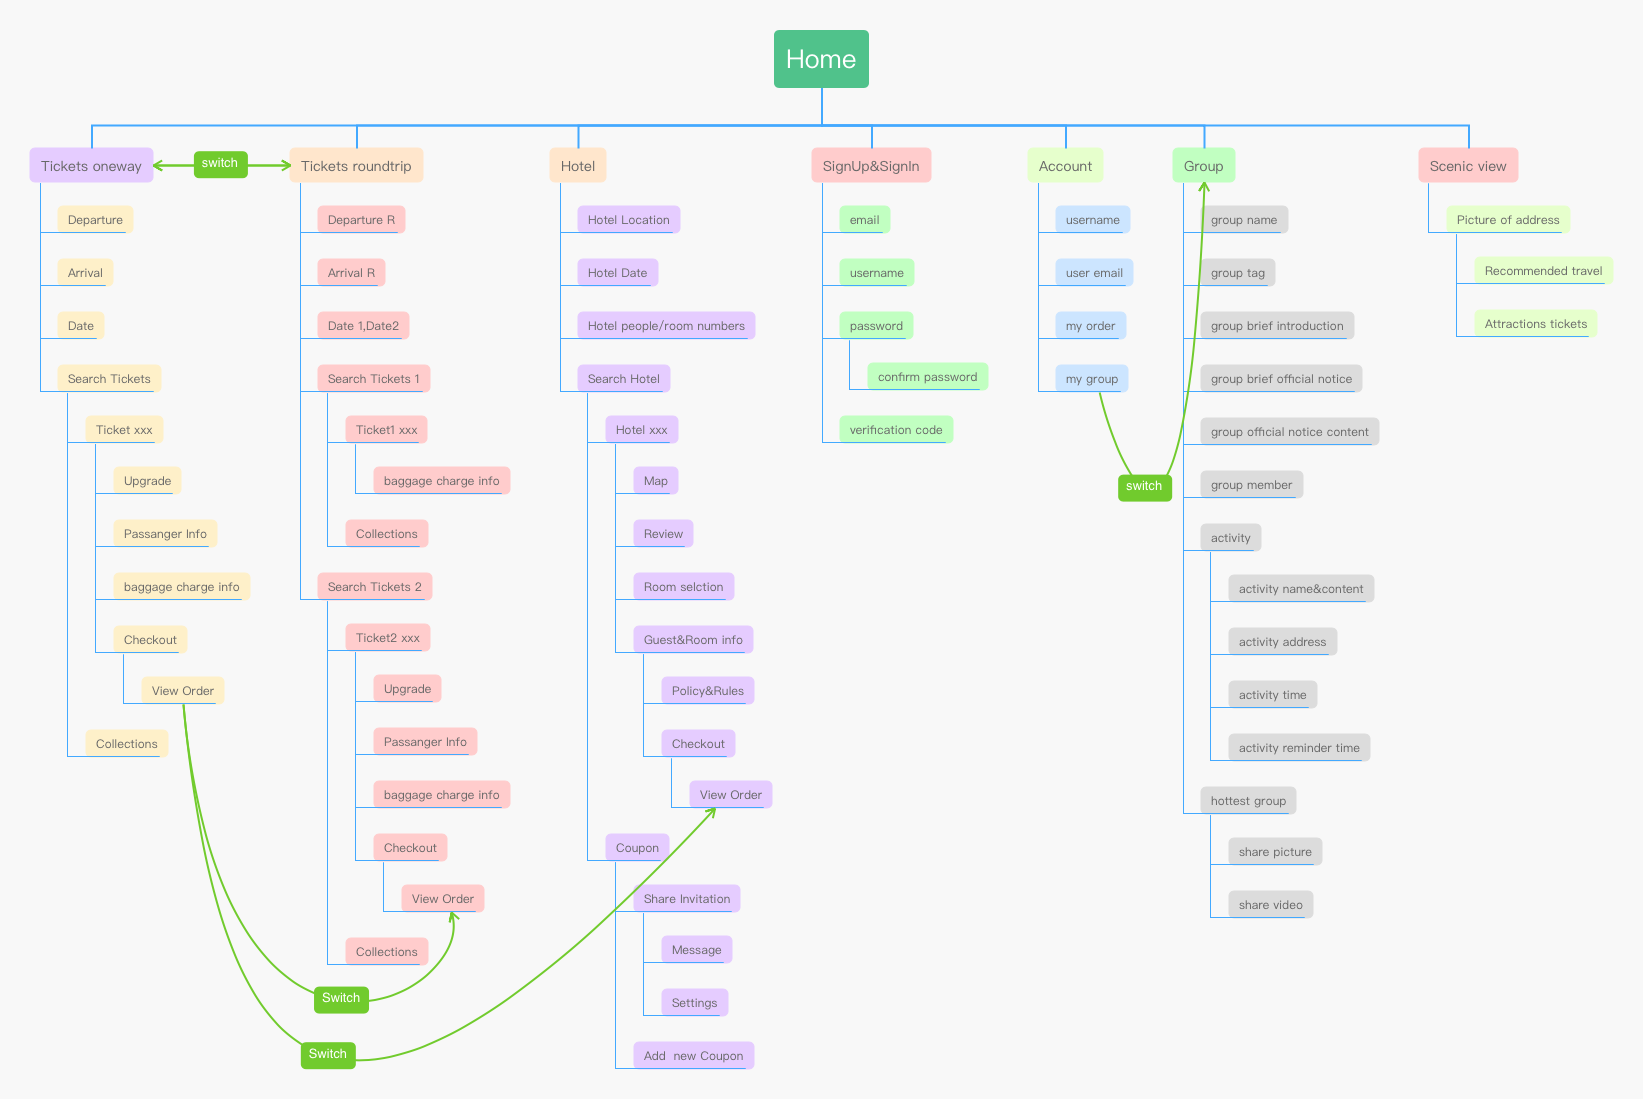 Home
Tickets oneway
switch
Tickets roundtrip
Hotel
SignUp&SignIn
Account
Group
Scenic view
Departure
Arrival
Date
Search Tickets
Ticket xxx
Upgrade
Passanger Info
baggage charge info
Checkout
View Order
Collections
Departure R
Arrival R
Date 1,Date2
Search Tickets 1
Ticket1 xxx
baggage charge info
Collections
Search Tickets 2
Ticket2 xxx
Upgrade
Passanger Info
baggage charge info
Checkout
View Order
Collections
Switch
Switch
Hotel Location
Hotel Date
Hotel people/room numbers
Search Hotel
Hotel xxx
Map
Review
Room selction
Guest&Room info
Policy&Rules
Checkout
View Order
Coupon
Share Invitation
Message
Settings
Add  new Coupon
email
username
password
confirm password
verification code
username
user email
my order
my group
switch
group name
group tag
group brief introduction
group brief official notice
group official notice content
group member
activity
activity name&content
activity address
activity time
activity reminder time
hottest group
share picture
share video
Picture of address
Recommended travel
Attractions tickets